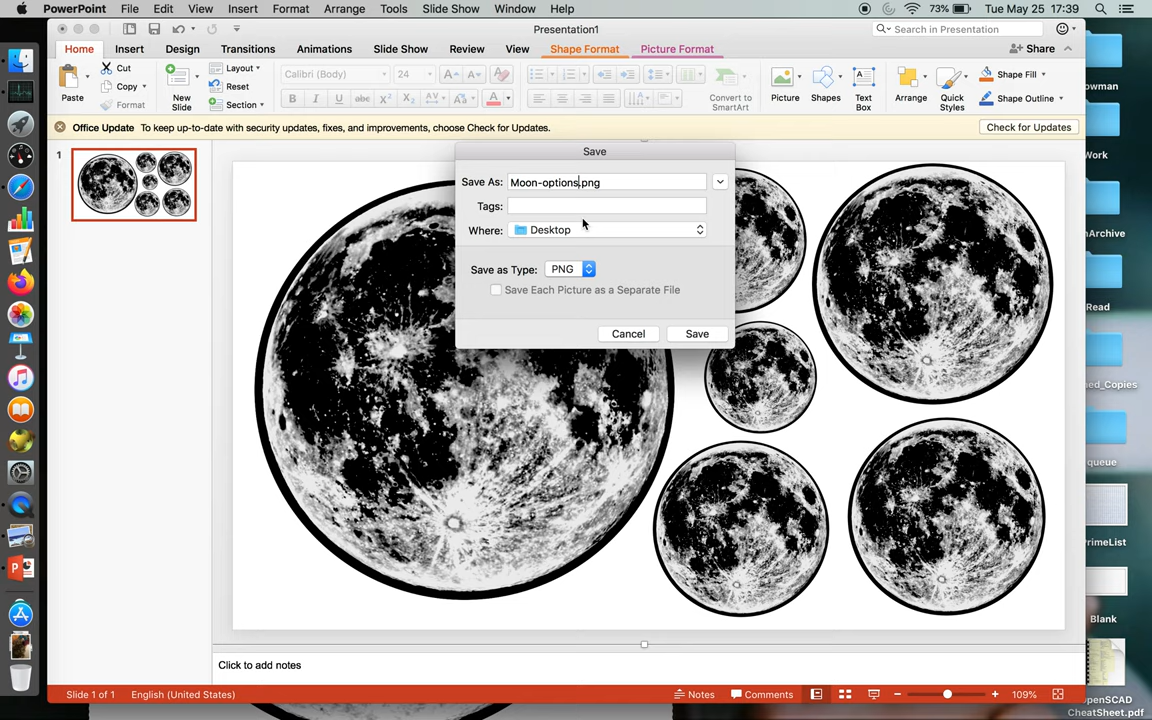 PowerPoint File Edit View Insert Format Arrange Tools Slide Show Window Help 73% Tue May 25 17:39
Presentation1
Search in Presentation
Home Insert Design Transitions Animations Slide Show Review View Shape Format Picture Format Share
Paste
Cut
Copy
Format
New Slide
Layout
Reset
Section
Calibri (Body) 24
B I U abc X² X₂ AV Aa A
Convert to SmartArt
Picture
Shapes
Text Box
Arrange
Quick Styles
Shape Fill
Shape Outline
Office Update To keep up-to-date with security updates, fixes, and improvements, choose Check for Updates.
Check for Updates
1
Save
Save As: Moon-options.png
Tags:
Where: Desktop
Save as Type: PNG
Save Each Picture as a Separate File
Cancel Save
Click to add notes
Slide 1 of 1 English (United States) Notes Comments 109%
owman
Work
nArchive
Read
ned_Copies
queue
rimeList
Blank
penSCAD
CheatSheet.pdf